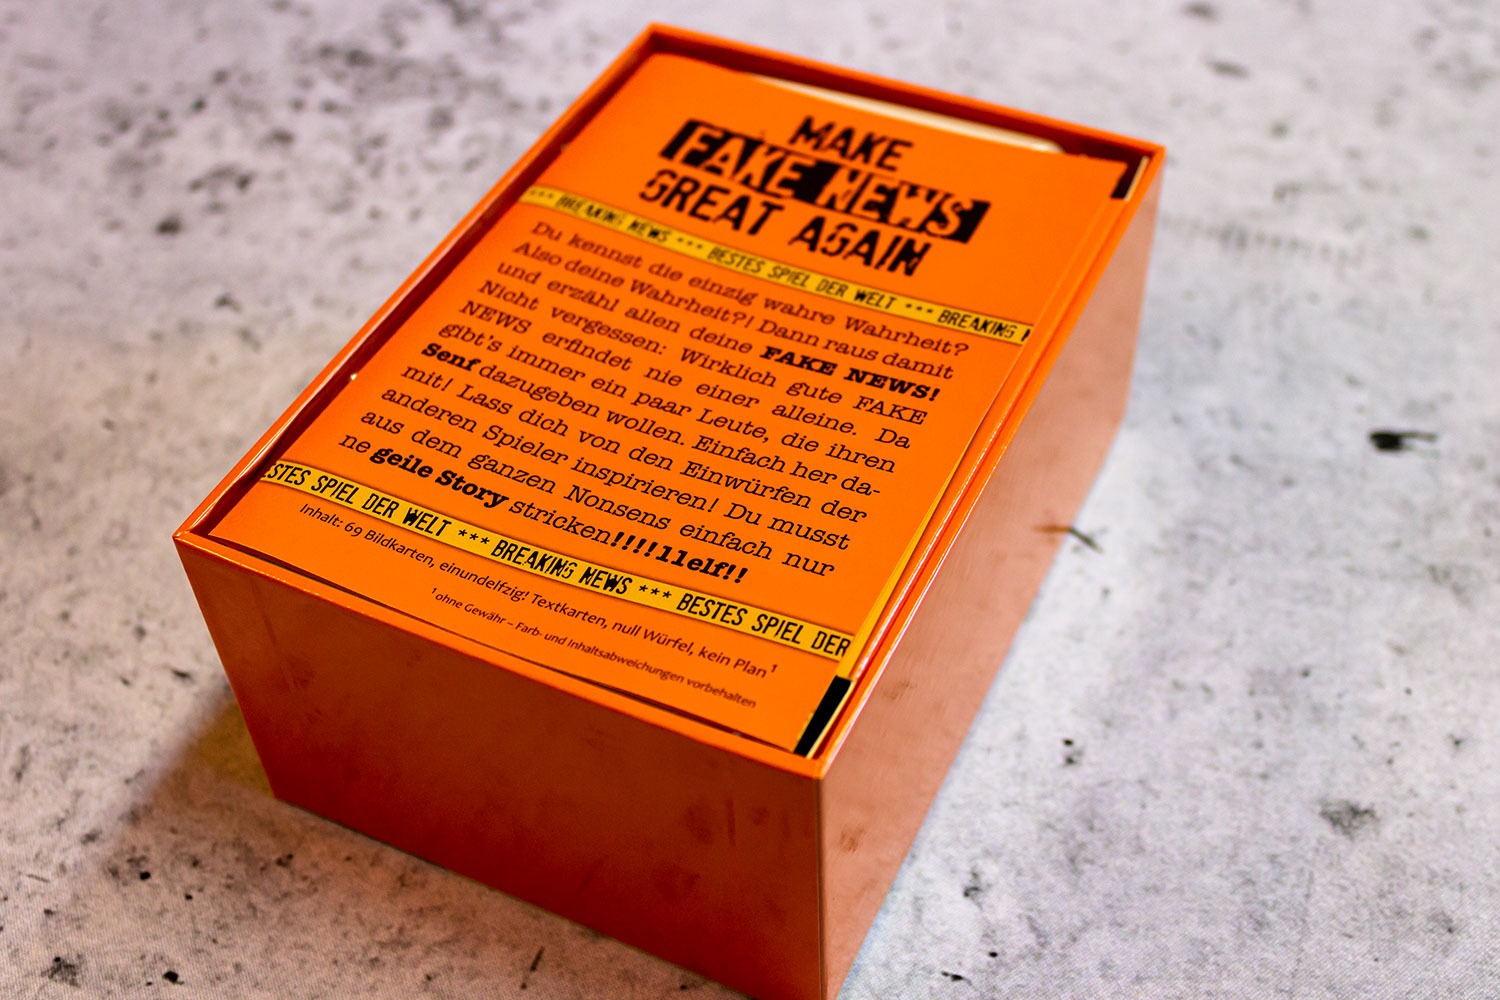 MAKE
FAKE NEWS
GREAT AGAIN
*** BREAKING NEWS *** BESTES SPIEL DER WELT *** BREAKING N
Du kennst die einzig wahre Wahrheit?
Also deine Wahrheit?! Dann raus damit
und erzähl allen deine FAKE NEWS!
Nicht vergessen: Wirklich gute FAKE
NEWS erfindet nie einer alleine. Da
gibt's immer ein paar Leute, die ihren
Senf dazugeben wollen. Einfach her da-
mit! Lass dich von den Einwürfen der
anderen Spieler inspirieren! Du musst
aus dem ganzen Nonsens einfach nur
ne geile Story stricken!!!!11elf!!
ESTES SPIEL DER WELT *** BREAKING NEWS *** BESTES SPIEL DER
Inhalt: 69 Bildkarten, einundelfzig! Textkarten, null Würfel, kein Plan ¹
¹ ohne Gewähr – Farb- und Inhaltsabweichungen vorbehalten